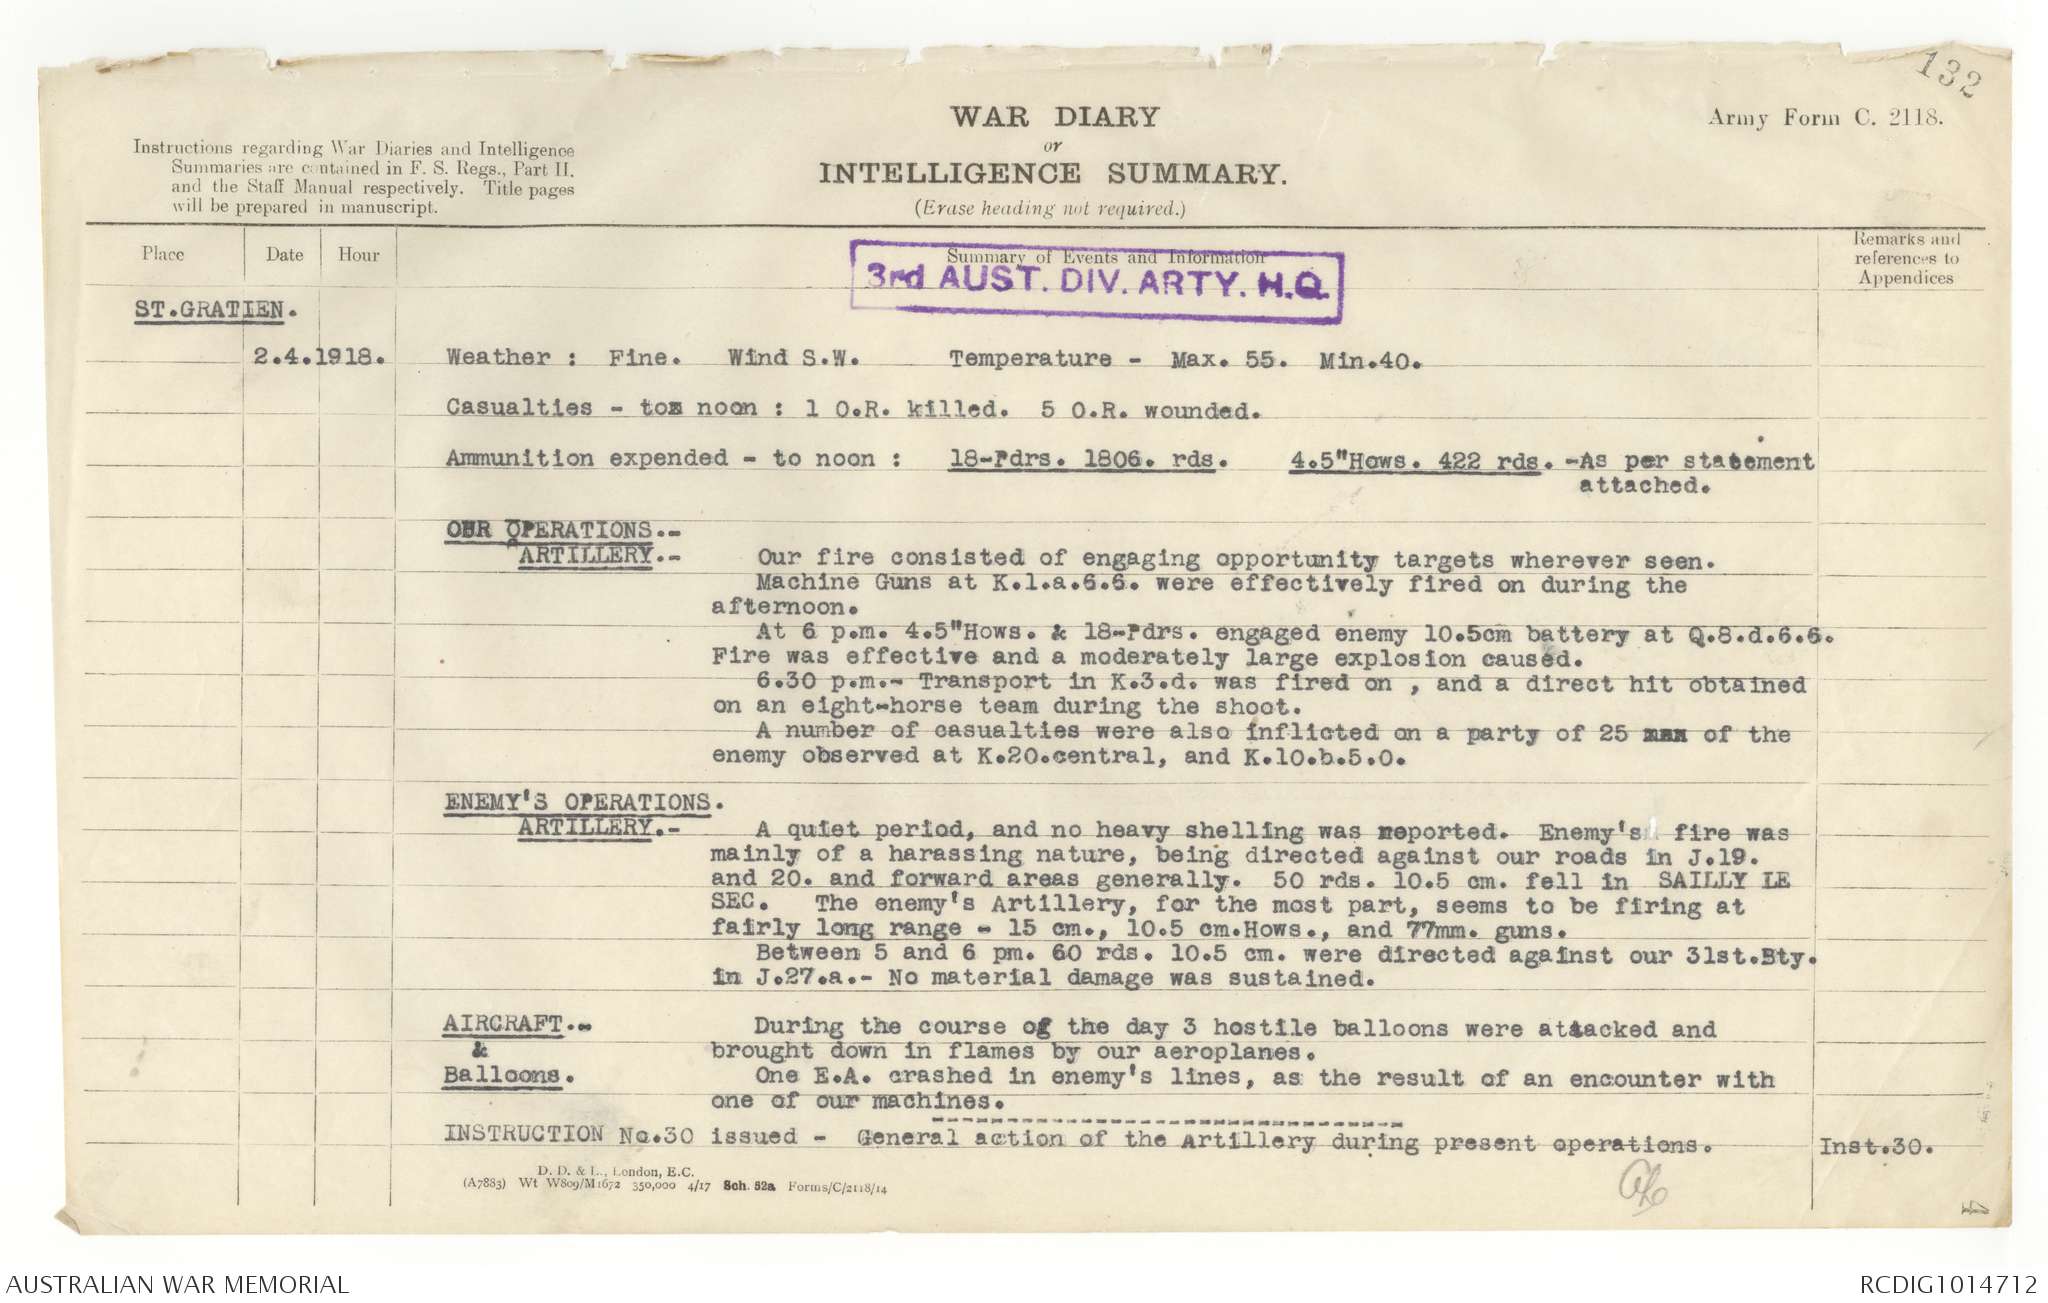 132
WAR DIARY
or
INTELLIGENCE SUMMARY.
(Erase heading not required.)
Army Form C. 2118.
Instructions regarding War Diaries and Intelligence
Summaries are contained in F. S. Regs., Part II.
and the Staff Manual respectively. Title pages
will be prepared in manuscript.
Place
Date
Hour
Summary of Events and Information
Remarks and
references to
Appendices
3rd AUST. DIV. ARTY. H.Q.
ST.GRATIEN.
2.4.1918. Weather : Fine. Wind S.W. Temperature - Max. 55. Min.40.
Casualties - to noon : 1 O.R. killed. 5 O.R. wounded.
Ammunition expended - to noon : 18-Pdrs. 1806. rds. 4.5"Hows. 422 rds. -As per statement
attached.
OUR OPERATIONS.-
ARTILLERY.- Our fire consisted of engaging opportunity targets wherever seen.
Machine Guns at K.1.a.6.6. were effectively fired on during the
afternoon.
At 6 p.m. 4.5"Hows. & 18-Pdrs. engaged enemy 10.5cm battery at Q.8.d.6.6.
Fire was effective and a moderately large explosion caused.
6.30 p.m.- Transport in K.3.d. was fired on , and a direct hit obtained
on an eight-horse team during the shoot.
A number of casualties were also inflicted on a party of 25 of the
enemy observed at K.20.central, and K.10.b.5.0.
ENEMY'S OPERATIONS.
ARTILLERY.- A quiet period, and no heavy shelling was reported. Enemy's fire was
mainly of a harassing nature, being directed against our roads in J.19.
and 20. and forward areas generally. 50 rds. 10.5 cm. fell in SAILLY LE
SEC. The enemy's Artillery, for the most part, seems to be firing at
fairly long range - 15 cm., 10.5 cm.Hows., and 77mm. guns.
Between 5 and 6 pm. 60 rds. 10.5 cm. were directed against our 31st.Bty.
in J.27.a.- No material damage was sustained.
AIRCRAFT.- During the course of the day 3 hostile balloons were attacked and
& brought down in flames by our aeroplanes.
Balloons. One E.A. crashed in enemy's lines, as the result of an encounter with
one of our machines.
INSTRUCTION No.30 issued - General action of the Artillery during present operations. Inst.30.
D. D. & L., London, E.C.
(A7883) Wt W809/M1672 350,000 4/17 Sch. 52a Forms/C/2118/14
4
AUSTRALIAN WAR MEMORIAL
RCDIG1014712